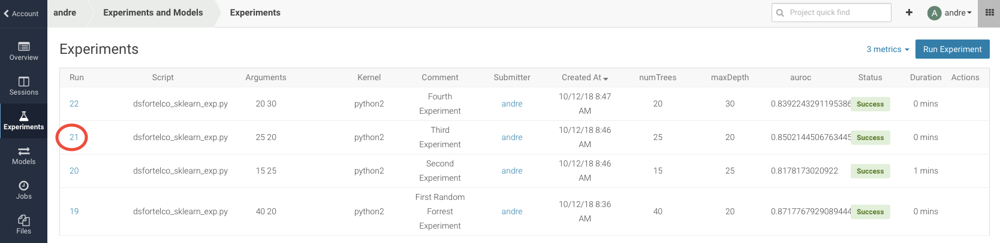 Account
andre
Experiments and Models
Experiments
Project quick find
A
andre
Overview
Sessions
Experiments
Models
Jobs
Files
Experiments
3 metrics
Run Experiment
Run Script Arguments Kernel Comment Submitter Created At numTrees maxDepth auroc Status Duration Actions
22 dsfortelco_sklearn_exp.py 20 30 python2 Fourth Experiment andre 10/12/18 8:47 AM 20 30 0.8392243291195386 Success 0 mins
21 dsfortelco_sklearn_exp.py 25 20 python2 Third Experiment andre 10/12/18 8:46 AM 25 20 0.8502144506763445 Success 0 mins
20 dsfortelco_sklearn_exp.py 15 25 python2 Second Experiment andre 10/12/18 8:46 AM 15 25 0.8178173020922 Success 1 mins
19 dsfortelco_sklearn_exp.py 40 20 python2 First Random Forrest Experiment andre 10/12/18 8:36 AM 40 20 0.8717767929089444 Success 0 mins